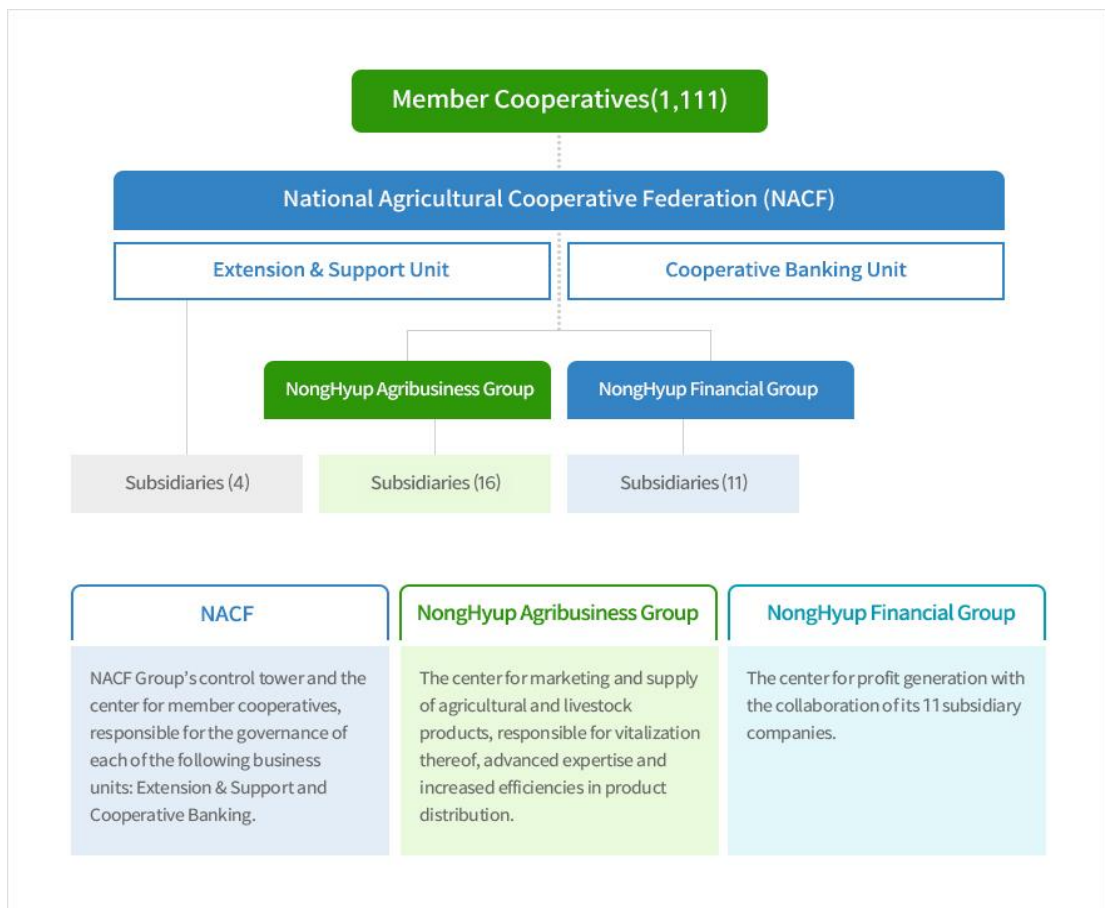 Member Cooperatives(1,111)
National Agricultural Cooperative Federation (NACF)
Extension & Support Unit
Cooperative Banking Unit
NongHyup Agribusiness Group
NongHyup Financial Group
Subsidiaries (4)
Subsidiaries (16)
Subsidiaries (11)
NACF
NACF Group's control tower and the
center for member cooperatives,
responsible for the governance of
each of the following business
units: Extension & Support and
Cooperative Banking.
NongHyup Agribusiness Group
The center for marketing and supply
of agricultural and livestock
products, responsible for vitalization
thereof, advanced expertise and
increased efficiencies in product
distribution.
NongHyup Financial Group
The center for profit generation with
the collaboration of its 11 subsidiary
companies.